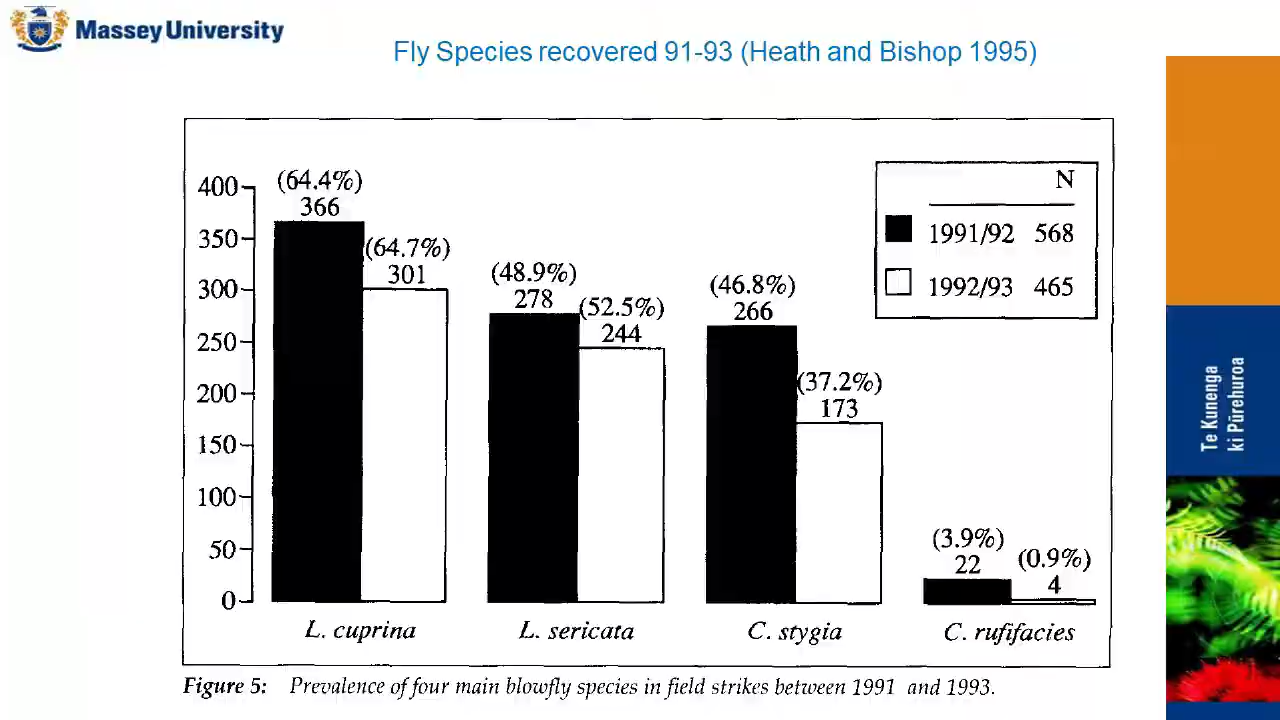 Massey University
Fly Species recovered 91-93 (Heath and Bishop 1995)
400
350
300
250
200
150
100
50
0
(64.4%)
366
(64.7%)
301
(48.9%)
278
(52.5%)
244
(46.8%)
266
(37.2%)
173
(3.9%)
22
(0.9%)
4
N
1991/92 568
1992/93 465
L. cuprina
L. sericata
C. stygia
C. rufifacies
Figure 5: Prevalence of four main blowfly species in field strikes between 1991 and 1993.
Te Kunenga
ki Pūrehuroa